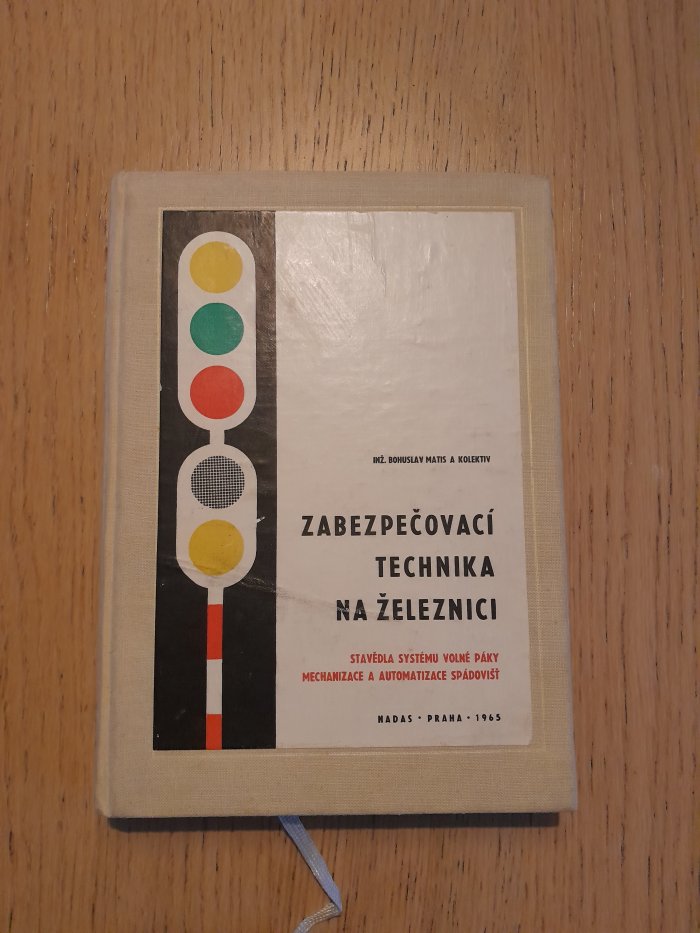 INŽ. BOHUSLAV MATIS A KOLEKTIV
ZABEZPEČOVACÍ
TECHNIKA
NA ŽELEZNICI
STAVĚDLA SYSTÉMU VOLNÉ PÁKY
MECHANIZACE A AUTOMATIZACE SPÁDOVIŠŤ
NADAS · PRAHA · 1965